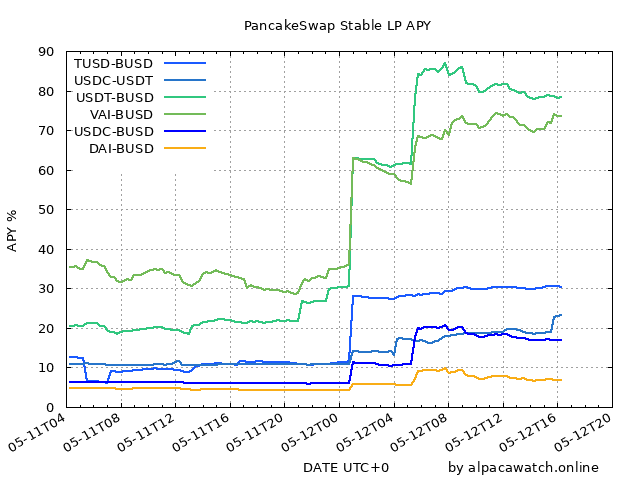 PancakeSwap Stable LP APY
90
80
70
60
50
40
30
20
10
0
APY %
TUSD-BUSD
USDC-USDT
USDT-BUSD
VAI-BUSD
USDC-BUSD
DAI-BUSD
05-11T04
05-11T08
05-11T12
05-11T16
05-11T20
05-12T00
05-12T04
05-12T08
05-12T12
05-12T16
05-12T20
DATE UTC+0
by alpacawatch.online